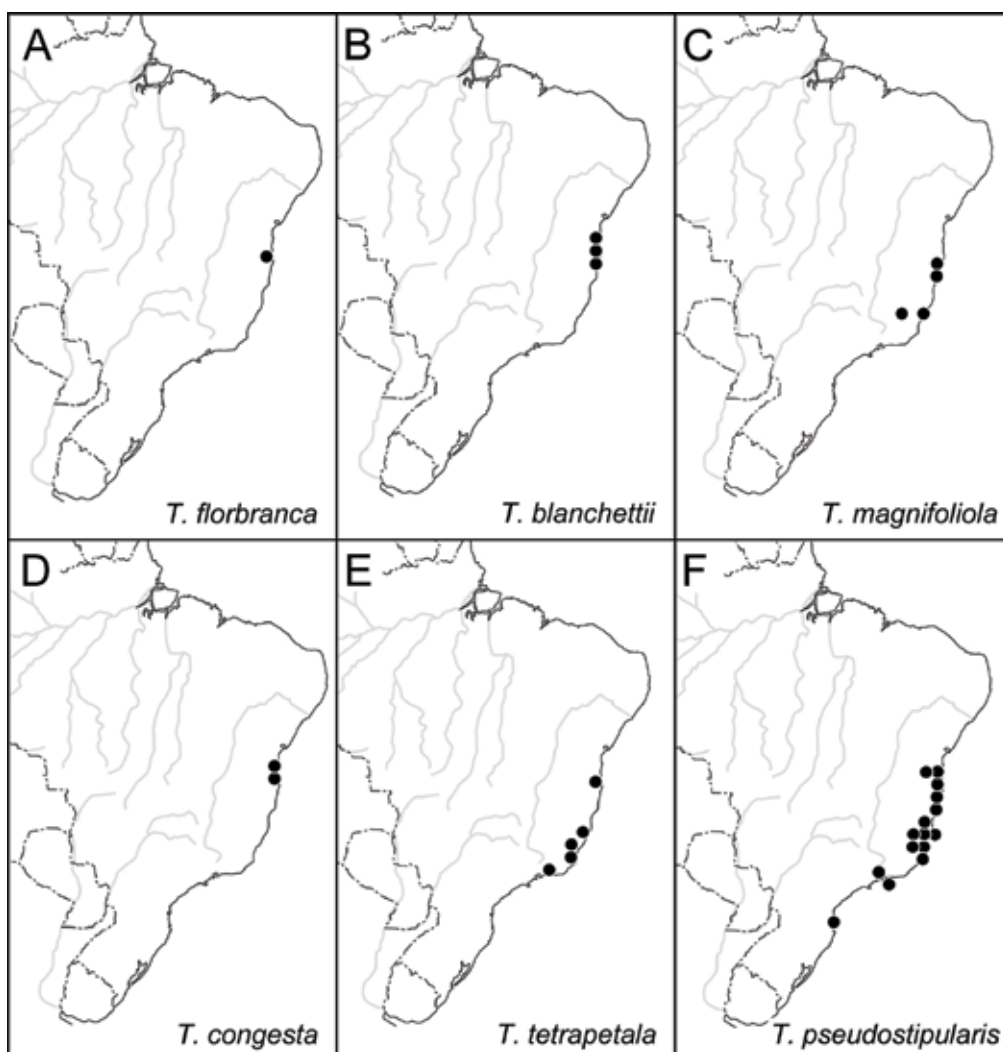 A
B
C
T. florbranca
T. blanchettii
T. magnifoliola
D
E
F
T. congesta
T. tetrapetala
T. pseudostipularis